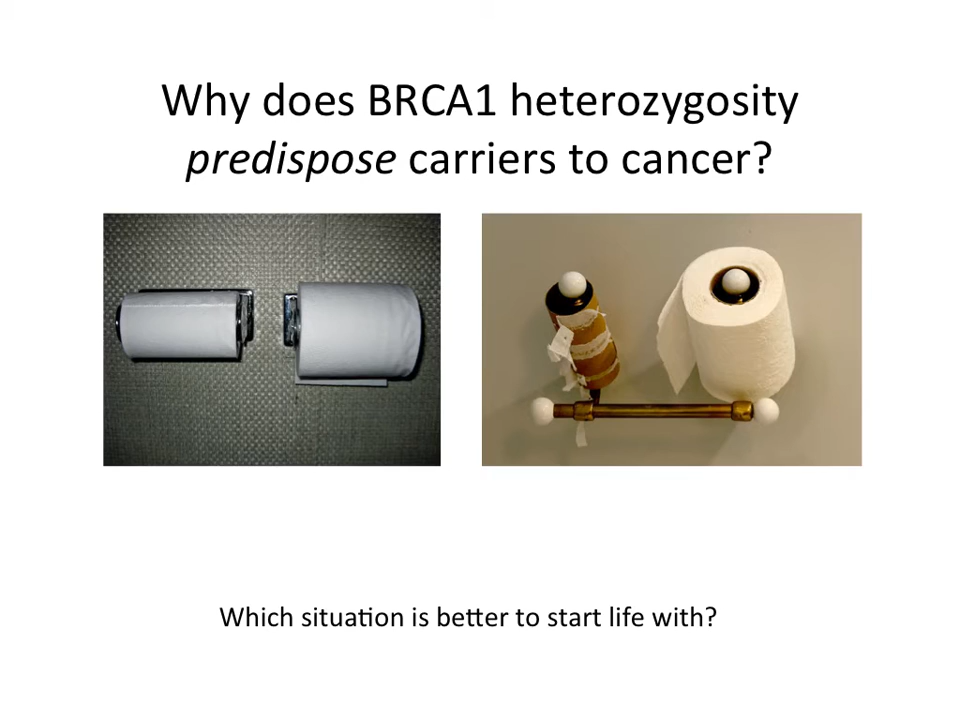 Why does BRCA1 heterozygosity
predispose carriers to cancer?
Which situation is better to start life with?